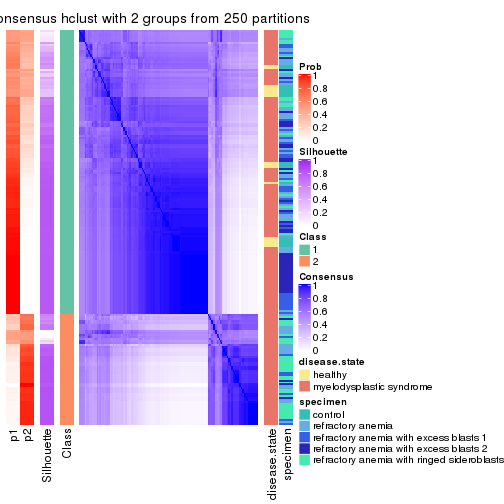 onsensus hclust with 2 groups from 250 partitions
Prob
1
0.8
0.6
0.4
0.2
0
Silhouette
1
0.8
0.6
0.4
0.2
0
Class
1
2
Consensus
1
0.8
0.6
0.4
0.2
0
disease.state
healthy
myelodysplastic syndrome
specimen
control
refractory anemia
refractory anemia with excess blasts 1
refractory anemia with excess blasts 2
refractory anemia with ringed sideroblasts
p1
p2
Silhouette
Class
disease.state
specimen